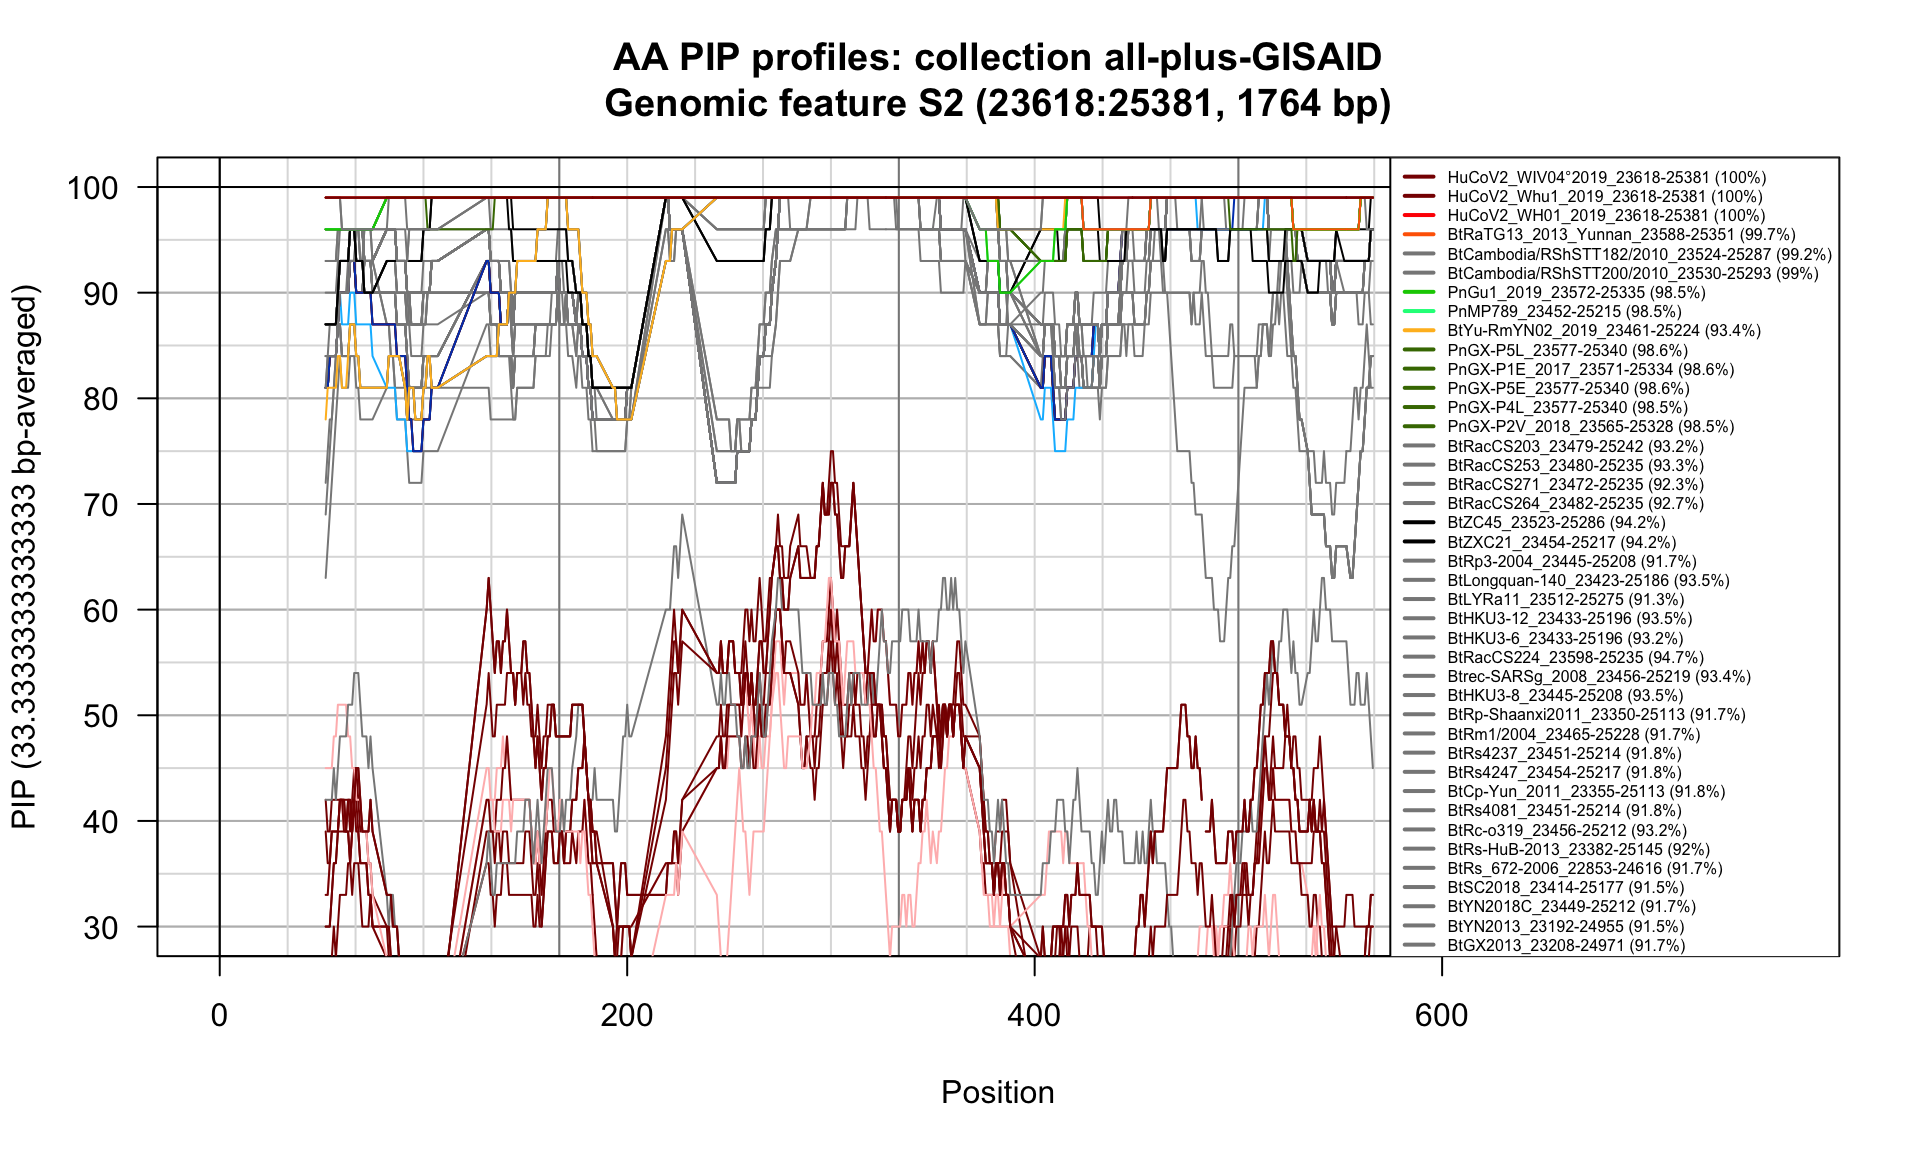 AA PIP profiles: collection all-plus-GISAID
Genomic feature S2 (23618:25381, 1764 bp)
PIP (33.3333333333333 bp-averaged)
100
90
80
70
60
50
40
30
0
200
400
600
Position
HuCoV2_WIV04°2019_23618-25381 (100%)
HuCoV2_Whu1_2019_23618-25381 (100%)
HuCoV2_WH01_2019_23618-25381 (100%)
BtRaTG13_2013_Yunnan_23588-25351 (99.7%)
BtCambodia/RShSTT182/2010_23524-25287 (99.2%)
BtCambodia/RShSTT200/2010_23530-25293 (99%)
PnGu1_2019_23572-25335 (98.5%)
PnMP789_23452-25215 (98.5%)
BtYu-RmYN02_2019_23461-25224 (93.4%)
PnGX-P5L_23577-25340 (98.6%)
PnGX-P1E_2017_23571-25334 (98.6%)
PnGX-P5E_23577-25340 (98.6%)
PnGX-P4L_23577-25340 (98.5%)
PnGX-P2V_2018_23565-25328 (98.5%)
BtRacCS203_23479-25242 (93.2%)
BtRacCS253_23480-25235 (93.3%)
BtRacCS271_23472-25235 (92.3%)
BtRacCS264_23482-25235 (92.7%)
BtZC45_23523-25286 (94.2%)
BtZXC21_23454-25217 (94.2%)
BtRp3-2004_23445-25208 (91.7%)
BtLongquan-140_23423-25186 (93.5%)
BtLYRa11_23512-25275 (91.3%)
BtHKU3-12_23433-25196 (93.5%)
BtHKU3-6_23433-25196 (93.2%)
BtRacCS224_23598-25235 (94.7%)
Btrec-SARSg_2008_23456-25219 (93.4%)
BtHKU3-8_23445-25208 (93.5%)
BtRp-Shaanxi2011_23350-25113 (91.7%)
BtRm1/2004_23465-25228 (91.7%)
BtRs4237_23451-25214 (91.8%)
BtRs4247_23454-25217 (91.8%)
BtCp-Yun_2011_23355-25113 (91.8%)
BtRs4081_23451-25214 (91.8%)
BtRc-o319_23456-25212 (93.2%)
BtRs-HuB-2013_23382-25145 (92%)
BtRs_672-2006_22853-24616 (91.7%)
BtSC2018_23414-25177 (91.5%)
BtYN2018C_23449-25212 (91.7%)
BtYN2013_23192-24955 (91.5%)
BtGX2013_23208-24971 (91.7%)